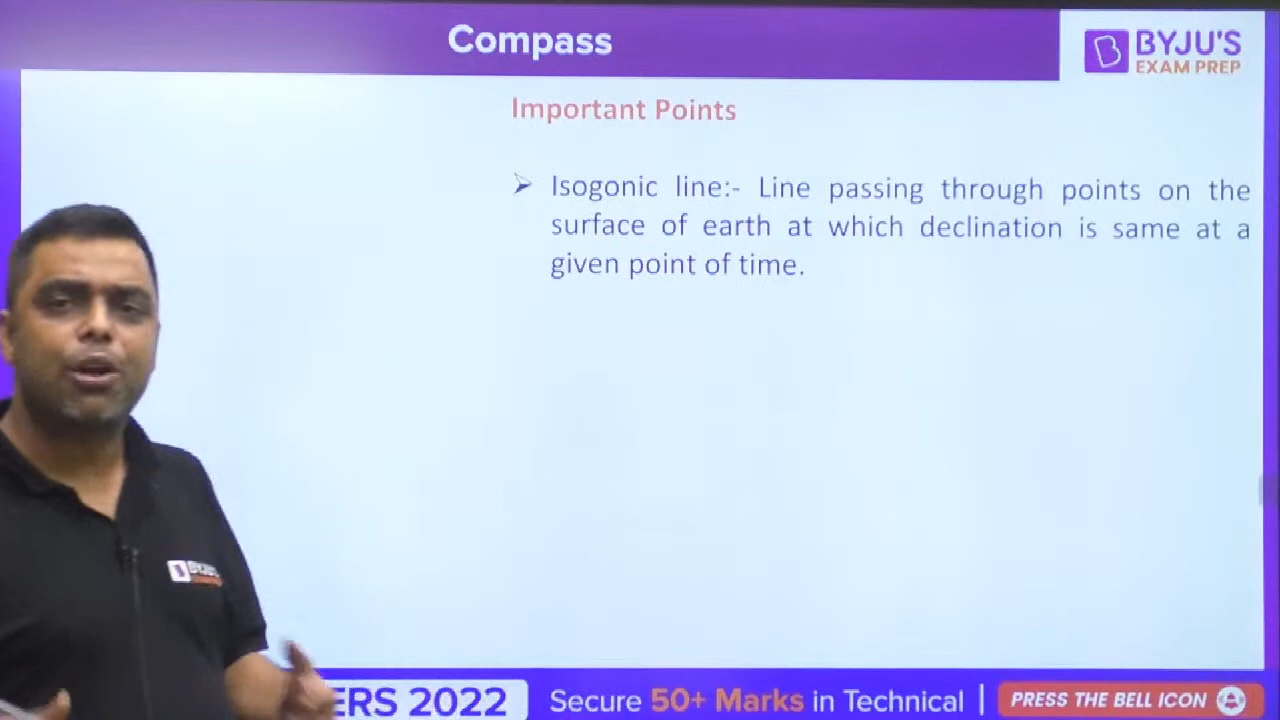 Compass
BYJU'S
EXAM PREP
Important Points
➤ Isogonic line:- Line passing through points on the
surface of earth at which declination is same at a
given point of time.
BYJU'S
ERS 2022
Secure 50+ Marks in Technical |
PRESS THE BELL ICON